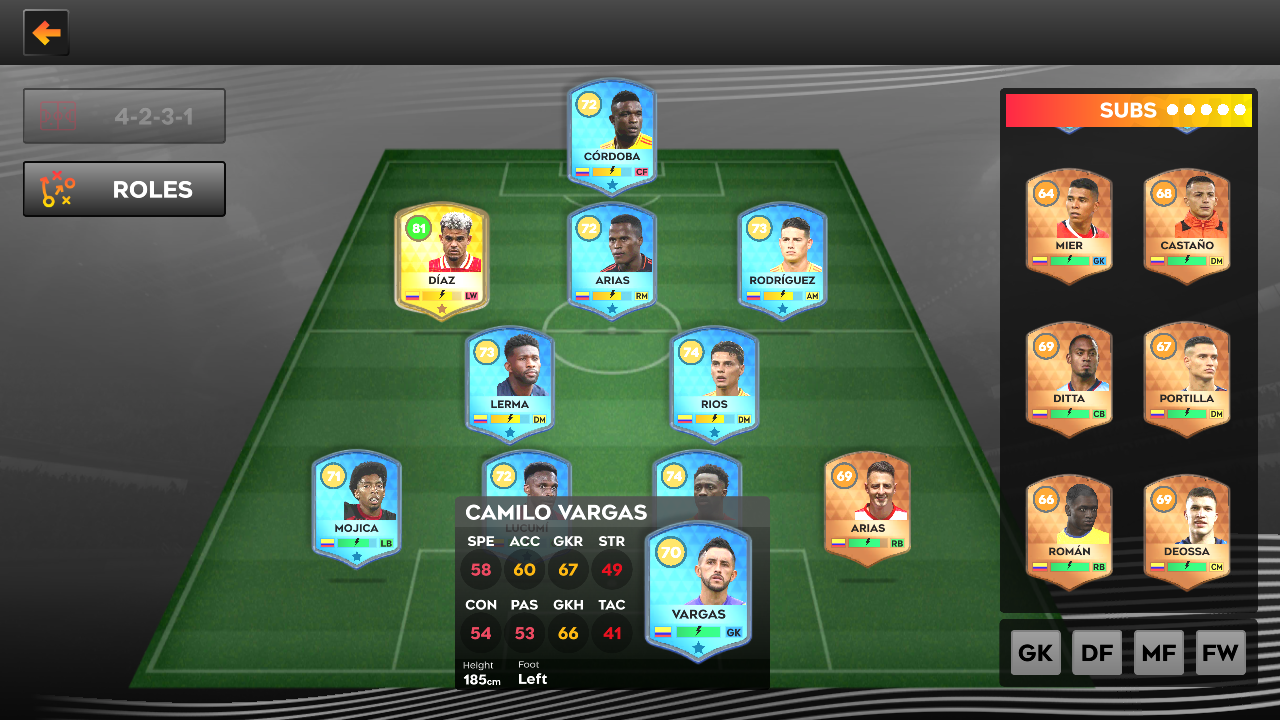 4-2-3-1
ROLES
72
CÓRDOBA
CF
81
DÍAZ
LW
72
ARIAS
RM
73
RODRÍGUEZ
AM
73
LERMA
DM
74
RIOS
DM
71
MOJICA
LB
72
LUCUMÍ
74
69
ARIAS
RB
CAMILO VARGAS
SPE ACC GKR STR
58 60 67 49
CON PAS GKH TAC
54 53 66 41
Height Foot
185cm Left
70
VARGAS
GK
SUBS
64
MIER
GK
68
CASTAÑO
DM
69
DITTA
CB
67
PORTILLA
DM
66
ROMÁN
RB
69
DEOSSA
CM
GK DF MF FW